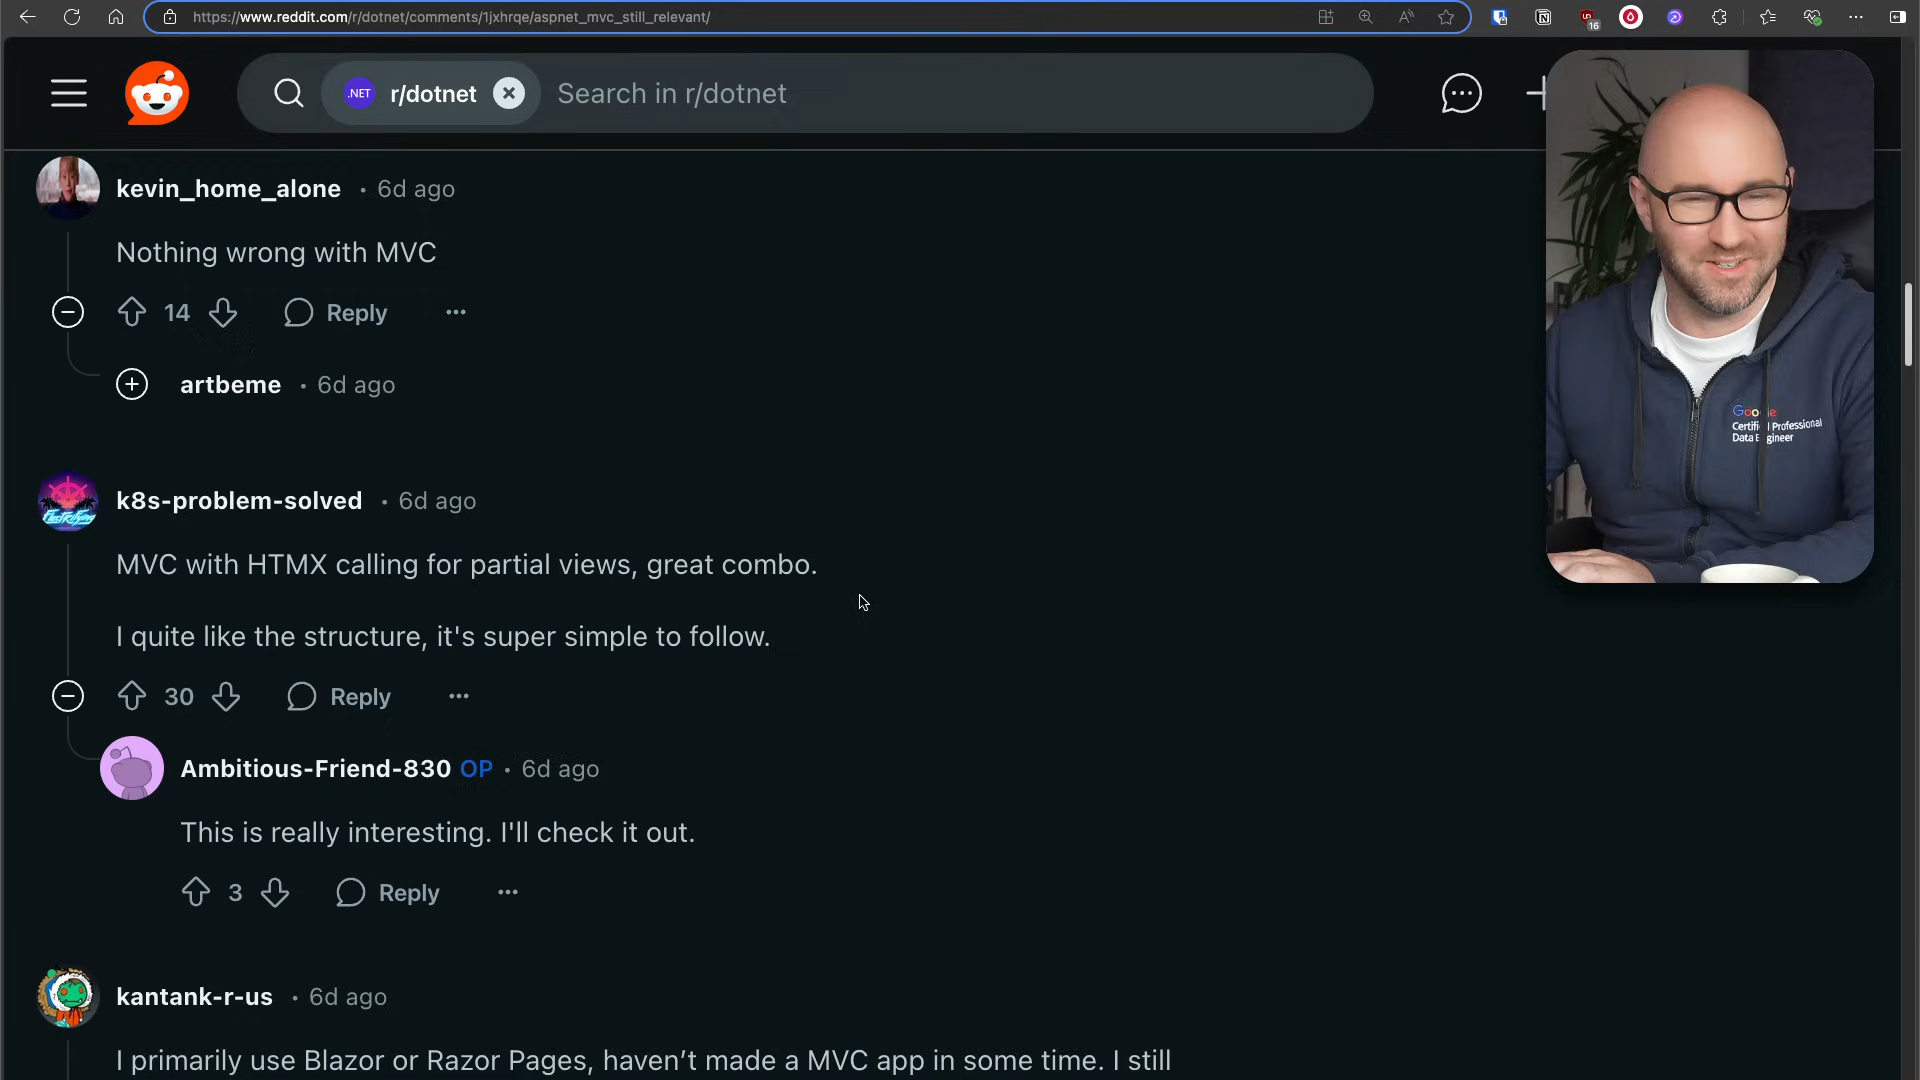 https://www.reddit.com/r/dotnet/comments/1jxhrqe/aspnet_mvc_still_relevant/
16
.NET r/dotnet Search in r/dotnet
kevin_home_alone • 6d ago
Nothing wrong with MVC
14 Reply
artbeme • 6d ago
k8s-problem-solved • 6d ago
MVC with HTMX calling for partial views, great combo.
I quite like the structure, it's super simple to follow.
30 Reply
Ambitious-Friend-830 OP • 6d ago
This is really interesting. I'll check it out.
3 Reply
kantank-r-us • 6d ago
I primarily use Blazor or Razor Pages, haven’t made a MVC app in some time. I still
Professional
Data